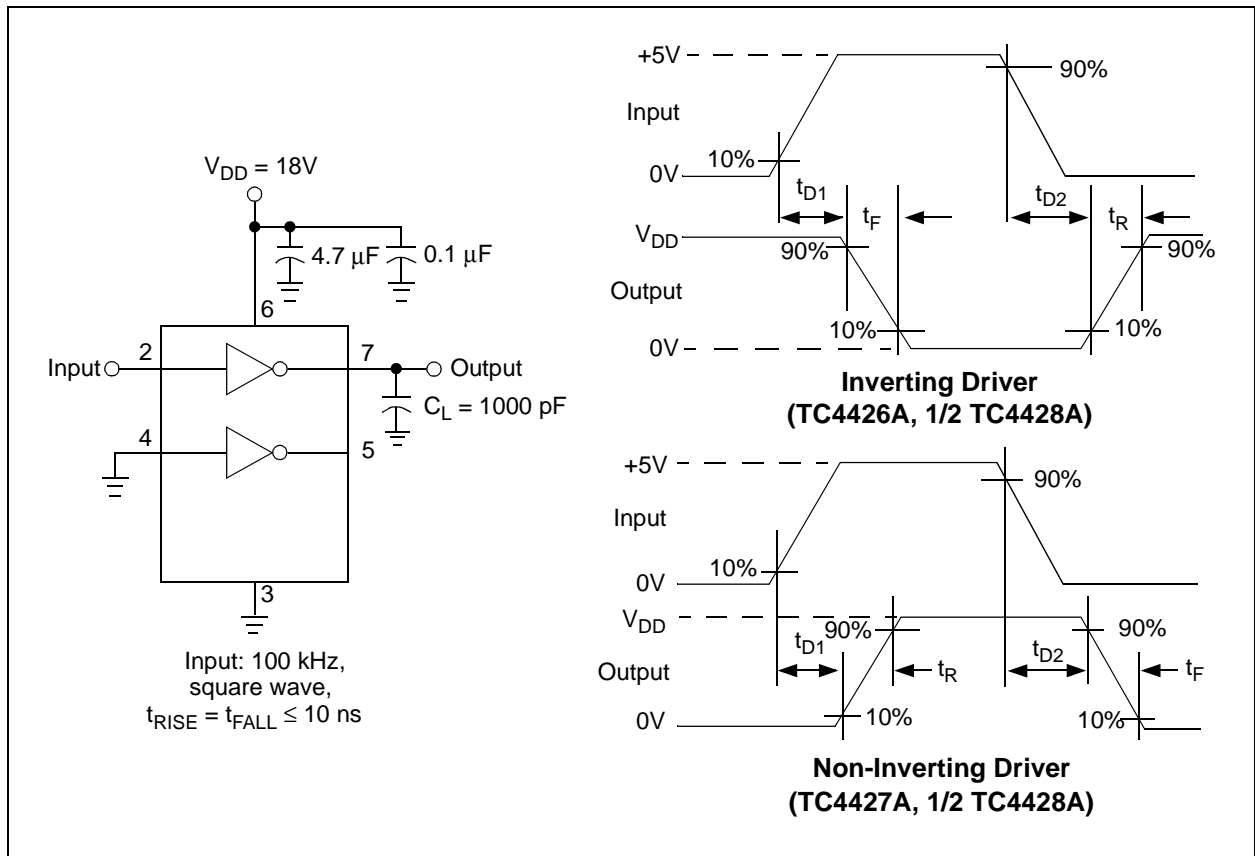 V_DD = 18V
4.7 μF
0.1 μF
6
Input
2
7
Output
C_L = 1000 pF
4
5
3
Input: 100 kHz,
square wave,
t_RISE = t_FALL ≤ 10 ns
+5V
90%
Input
10%
0V
t_D1
t_F
t_D2
t_R
V_DD
90%
90%
Output
10%
10%
0V
Inverting Driver
(TC4426A, 1/2 TC4428A)
+5V
90%
Input
10%
0V
V_DD
t_D1
90%
t_D2
90%
Output
t_R
t_F
0V
10%
10%
Non-Inverting Driver
(TC4427A, 1/2 TC4428A)